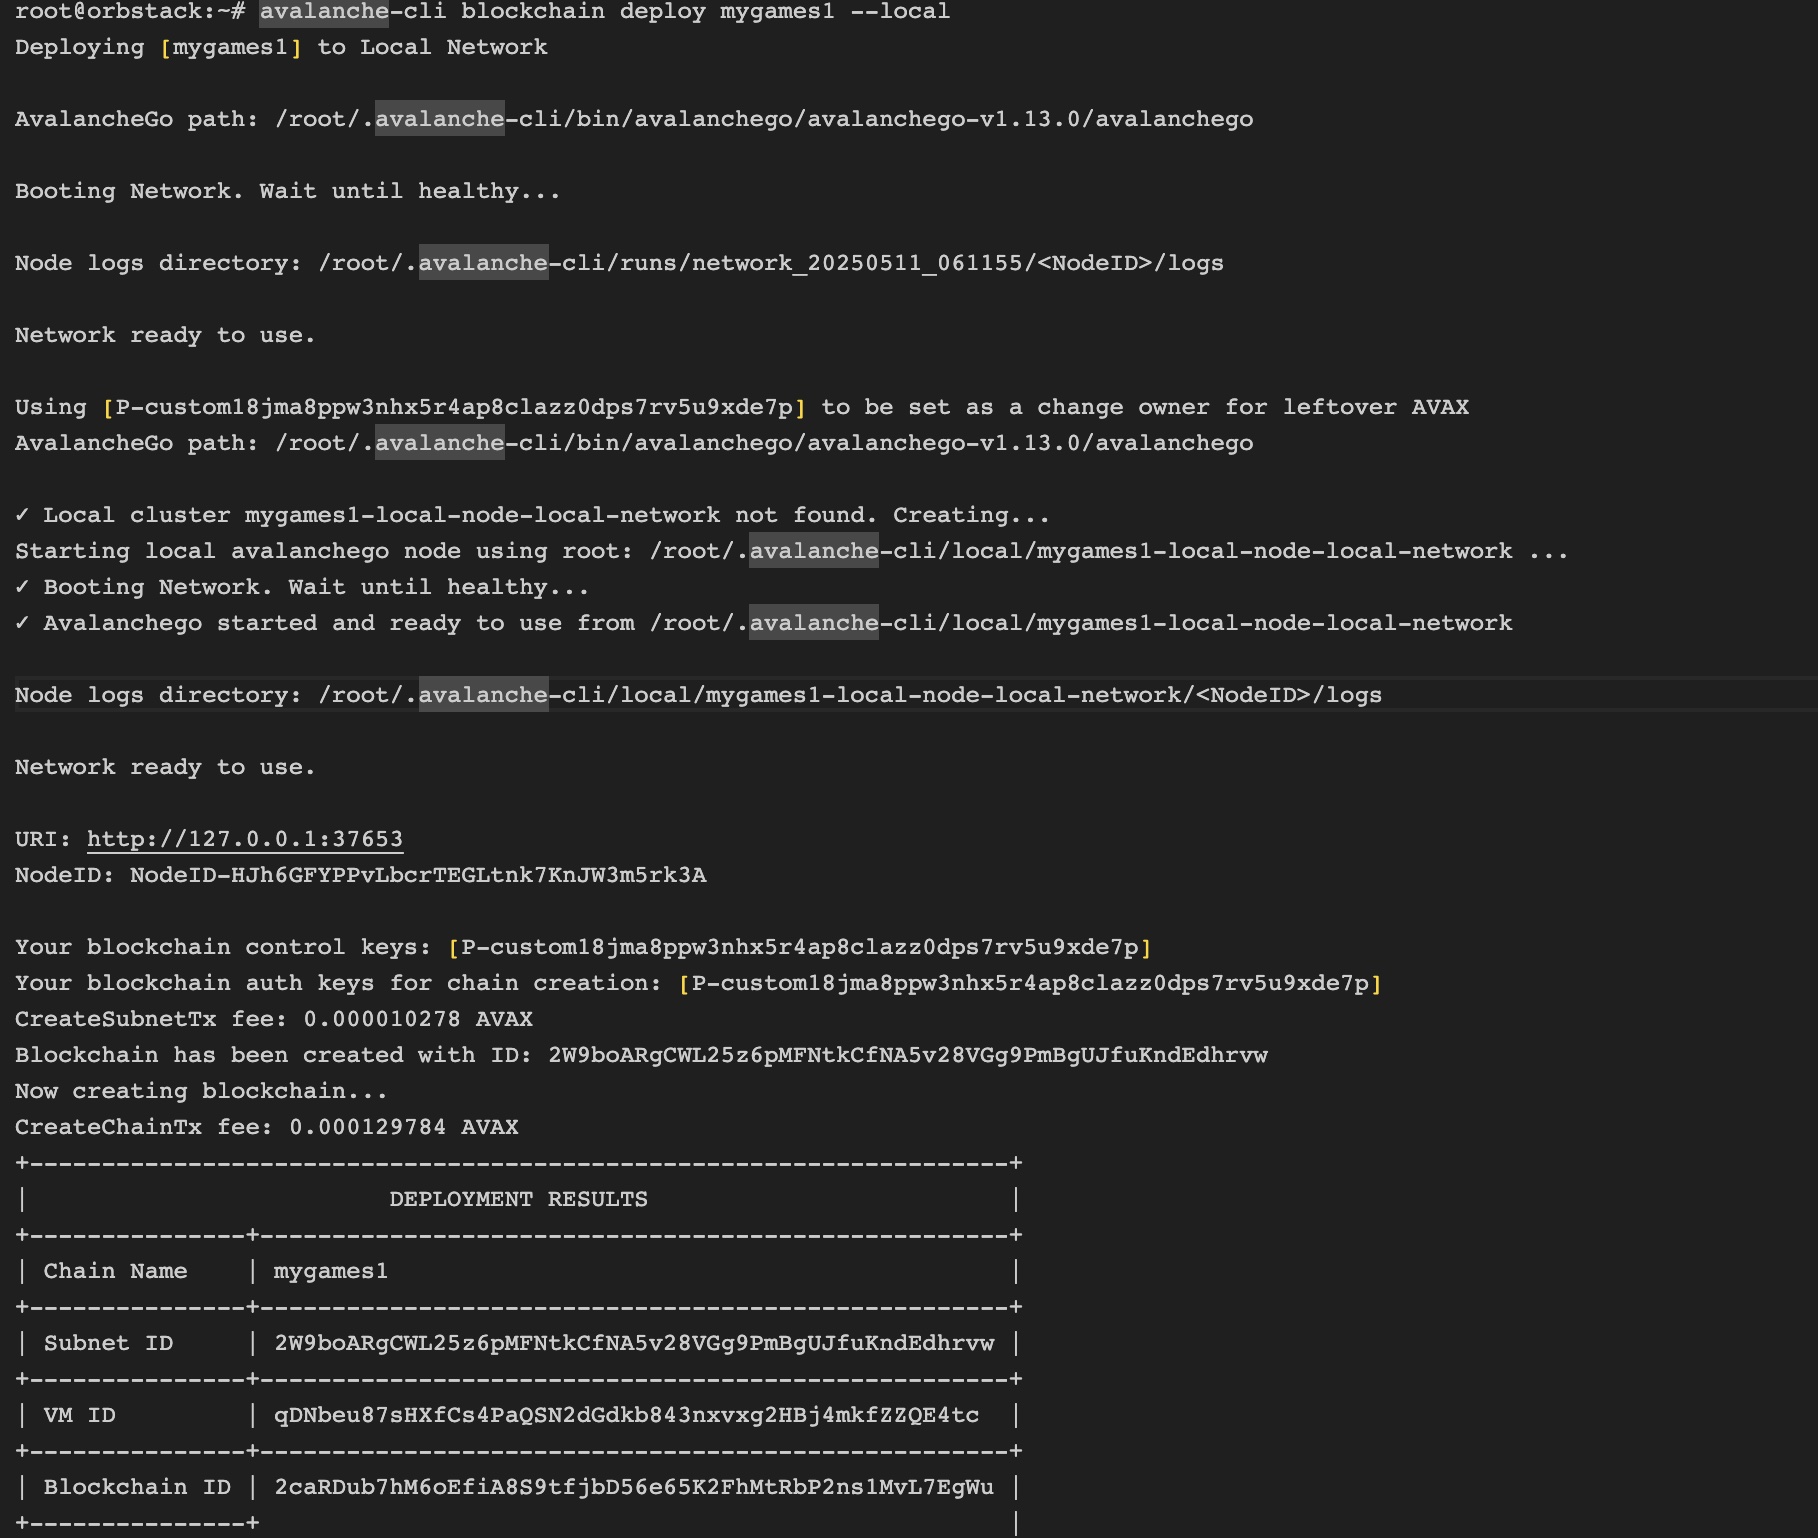 root@orbstack:~# avalanche-cli blockchain deploy mygames1 --local
Deploying [mygames1] to Local Network
AvalancheGo path: /root/.avalanche-cli/bin/avalanchego/avalanchego-v1.13.0/avalanchego
Booting Network. Wait until healthy...
Node logs directory: /root/.avalanche-cli/runs/network_20250511_061155/<NodeID>/logs
Network ready to use.
Using [P-custom18jma8ppw3nhx5r4ap8clazz0dps7rv5u9xde7p] to be set as a change owner for leftover AVAX
AvalancheGo path: /root/.avalanche-cli/bin/avalanchego/avalanchego-v1.13.0/avalanchego
✓ Local cluster mygames1-local-node-local-network not found. Creating...
Starting local avalanchego node using root: /root/.avalanche-cli/local/mygames1-local-node-local-network ...
✓ Booting Network. Wait until healthy...
✓ Avalanchego started and ready to use from /root/.avalanche-cli/local/mygames1-local-node-local-network
Node logs directory: /root/.avalanche-cli/local/mygames1-local-node-local-network/<NodeID>/logs
Network ready to use.
URI: http://127.0.0.1:37653
NodeID: NodeID-HJh6GFYPPvLbcrTEGLtnk7KnJW3m5rk3A
Your blockchain control keys: [P-custom18jma8ppw3nhx5r4ap8clazz0dps7rv5u9xde7p]
Your blockchain auth keys for chain creation: [P-custom18jma8ppw3nhx5r4ap8clazz0dps7rv5u9xde7p]
CreateSubnetTx fee: 0.000010278 AVAX
Blockchain has been created with ID: 2W9boARgCWL25z6pMFNtkCfNA5v28VGg9PmBgUJfuKndEdhrvw
Now creating blockchain...
CreateChainTx fee: 0.000129784 AVAX
+--------------------------------------------------------------------+
| DEPLOYMENT RESULTS |
+---------------+----------------------------------------------------+
| Chain Name | mygames1 |
+---------------+----------------------------------------------------+
| Subnet ID | 2W9boARgCWL25z6pMFNtkCfNA5v28VGg9PmBgUJfuKndEdhrvw |
+---------------+----------------------------------------------------+
| VM ID | qDNbeu87sHXfCs4PaQSN2dGdkb843nxvxg2HBj4mkfZZQE4tc |
+---------------+----------------------------------------------------+
| Blockchain ID | 2caRDub7hM6oEfiA8S9tfjbD56e65K2FhMtRbP2ns1MvL7EgWu |
+---------------+ |